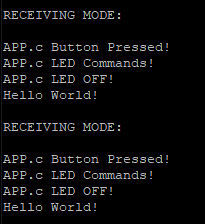 RECEIVING MODE:
APP.c Button Pressed!
APP.c LED Commands!
APP.c LED OFF!
Hello World!
RECEIVING MODE:
APP.c Button Pressed!
APP.c LED Commands!
APP.c LED OFF!
Hello World!